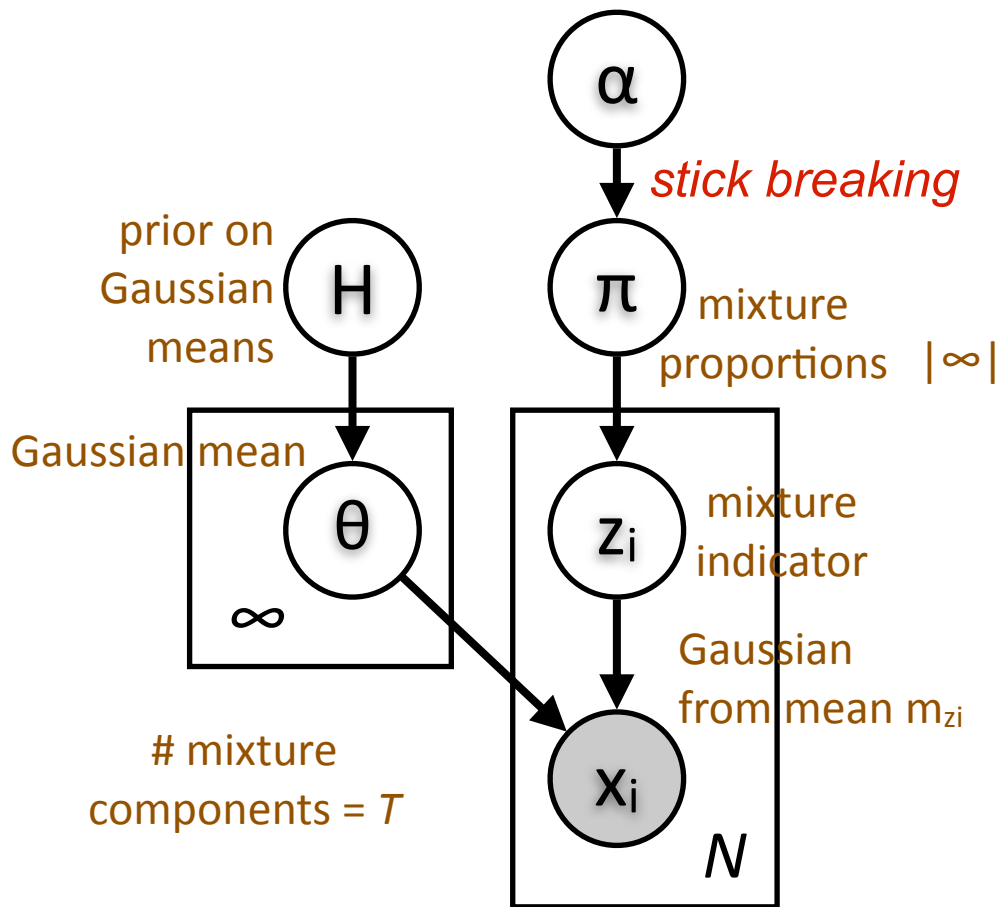 α
stick breaking
prior on
Gaussian
means
H
π
mixture
proportions |∞|
Gaussian mean
θ
∞
z_i
mixture
indicator
Gaussian
from mean m_zi
# mixture
components = T
x_i
N